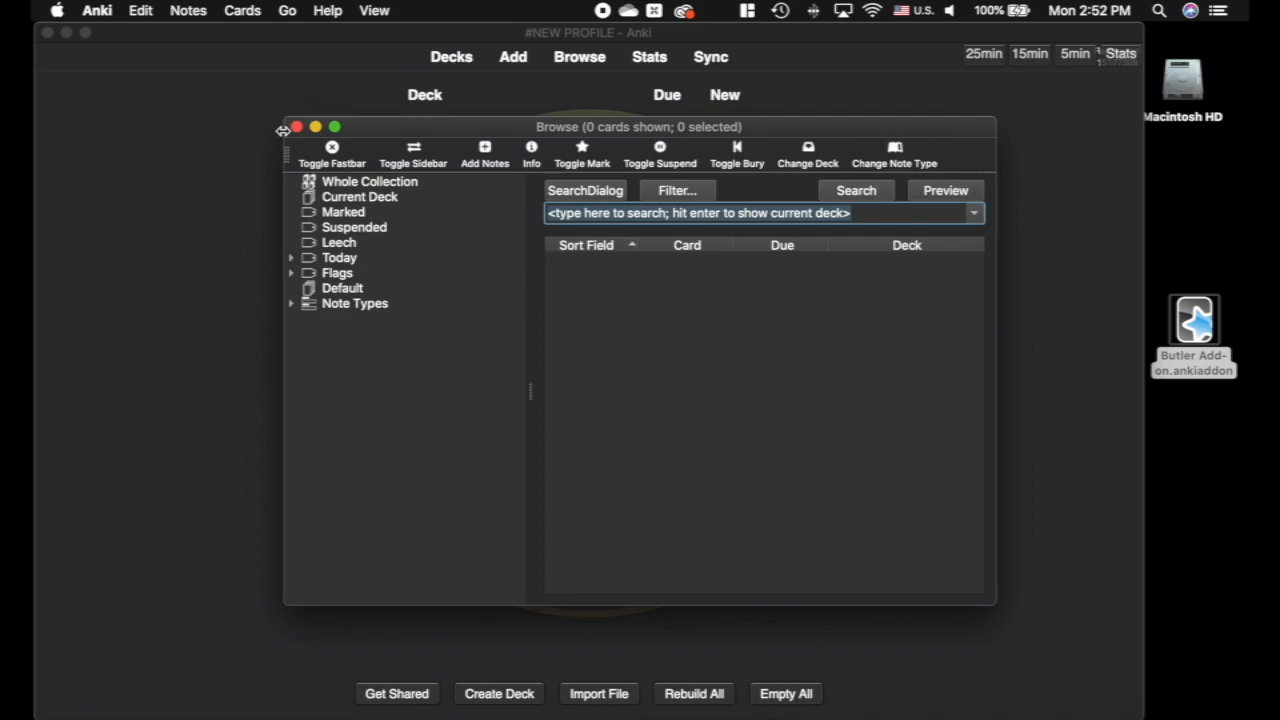 Anki Edit Notes Cards Go Help View U.S. 100% Mon 2:52 PM
#NEW PROFILE - Anki
Decks Add Browse Stats Sync 25min 15min 5min Stats
Deck Due New
Macintosh HD
Browse (0 cards shown; 0 selected)
Toggle Fastbar Toggle Sidebar Add Notes Info Toggle Mark Toggle Suspend Toggle Bury Change Deck Change Note Type
Whole Collection
Current Deck
Marked
Suspended
Leech
Today
Flags
Default
Note Types
SearchDialog Filter... Search Preview
<type here to search; hit enter to show current deck>
Sort Field Card Due Deck
Butler Add-
on.ankiaddon
Get Shared Create Deck Import File Rebuild All Empty All